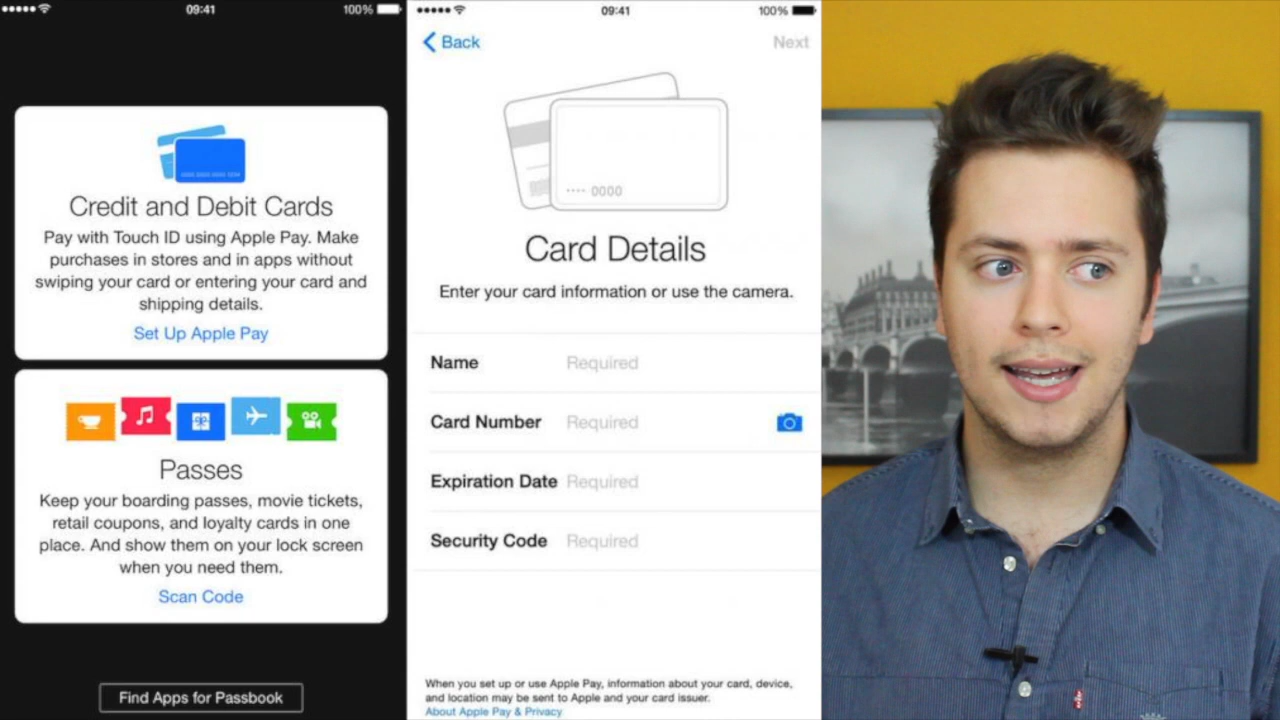 09:41
100%
Credit and Debit Cards
Pay with Touch ID using Apple Pay. Make
purchases in stores and in apps without
swiping your card or entering your card and
shipping details.
Set Up Apple Pay
Passes
Keep your boarding passes, movie tickets,
retail coupons, and loyalty cards in one
place. And show them on your lock screen
when you need them.
Scan Code
Find Apps for Passbook
09:41
100%
Back
Next
•••• 0000
Card Details
Enter your card information or use the camera.
Name Required
Card Number Required
Expiration Date Required
Security Code Required
When you set up or use Apple Pay, information about your card, device,
and location may be sent to Apple and your card issuer.
About Apple Pay & Privacy